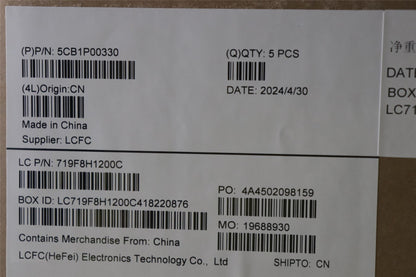 (P)P/N: 5CB1P00330
(Q)QTY: 5 PCS
(4L)Origin:CN
DATE: 2024/4/30
Made in China
Supplier: LCFC
LC P/N: 719F8H1200C
PO: 4A4502098159
BOX ID: LC719F8H1200C418220876
MO: 19688930
Contains Merchandise From: China
LCFC(HeFei) Electronics Technology Co., Ltd
SHIPTO: CN
净重
DATE
BOX
LC719